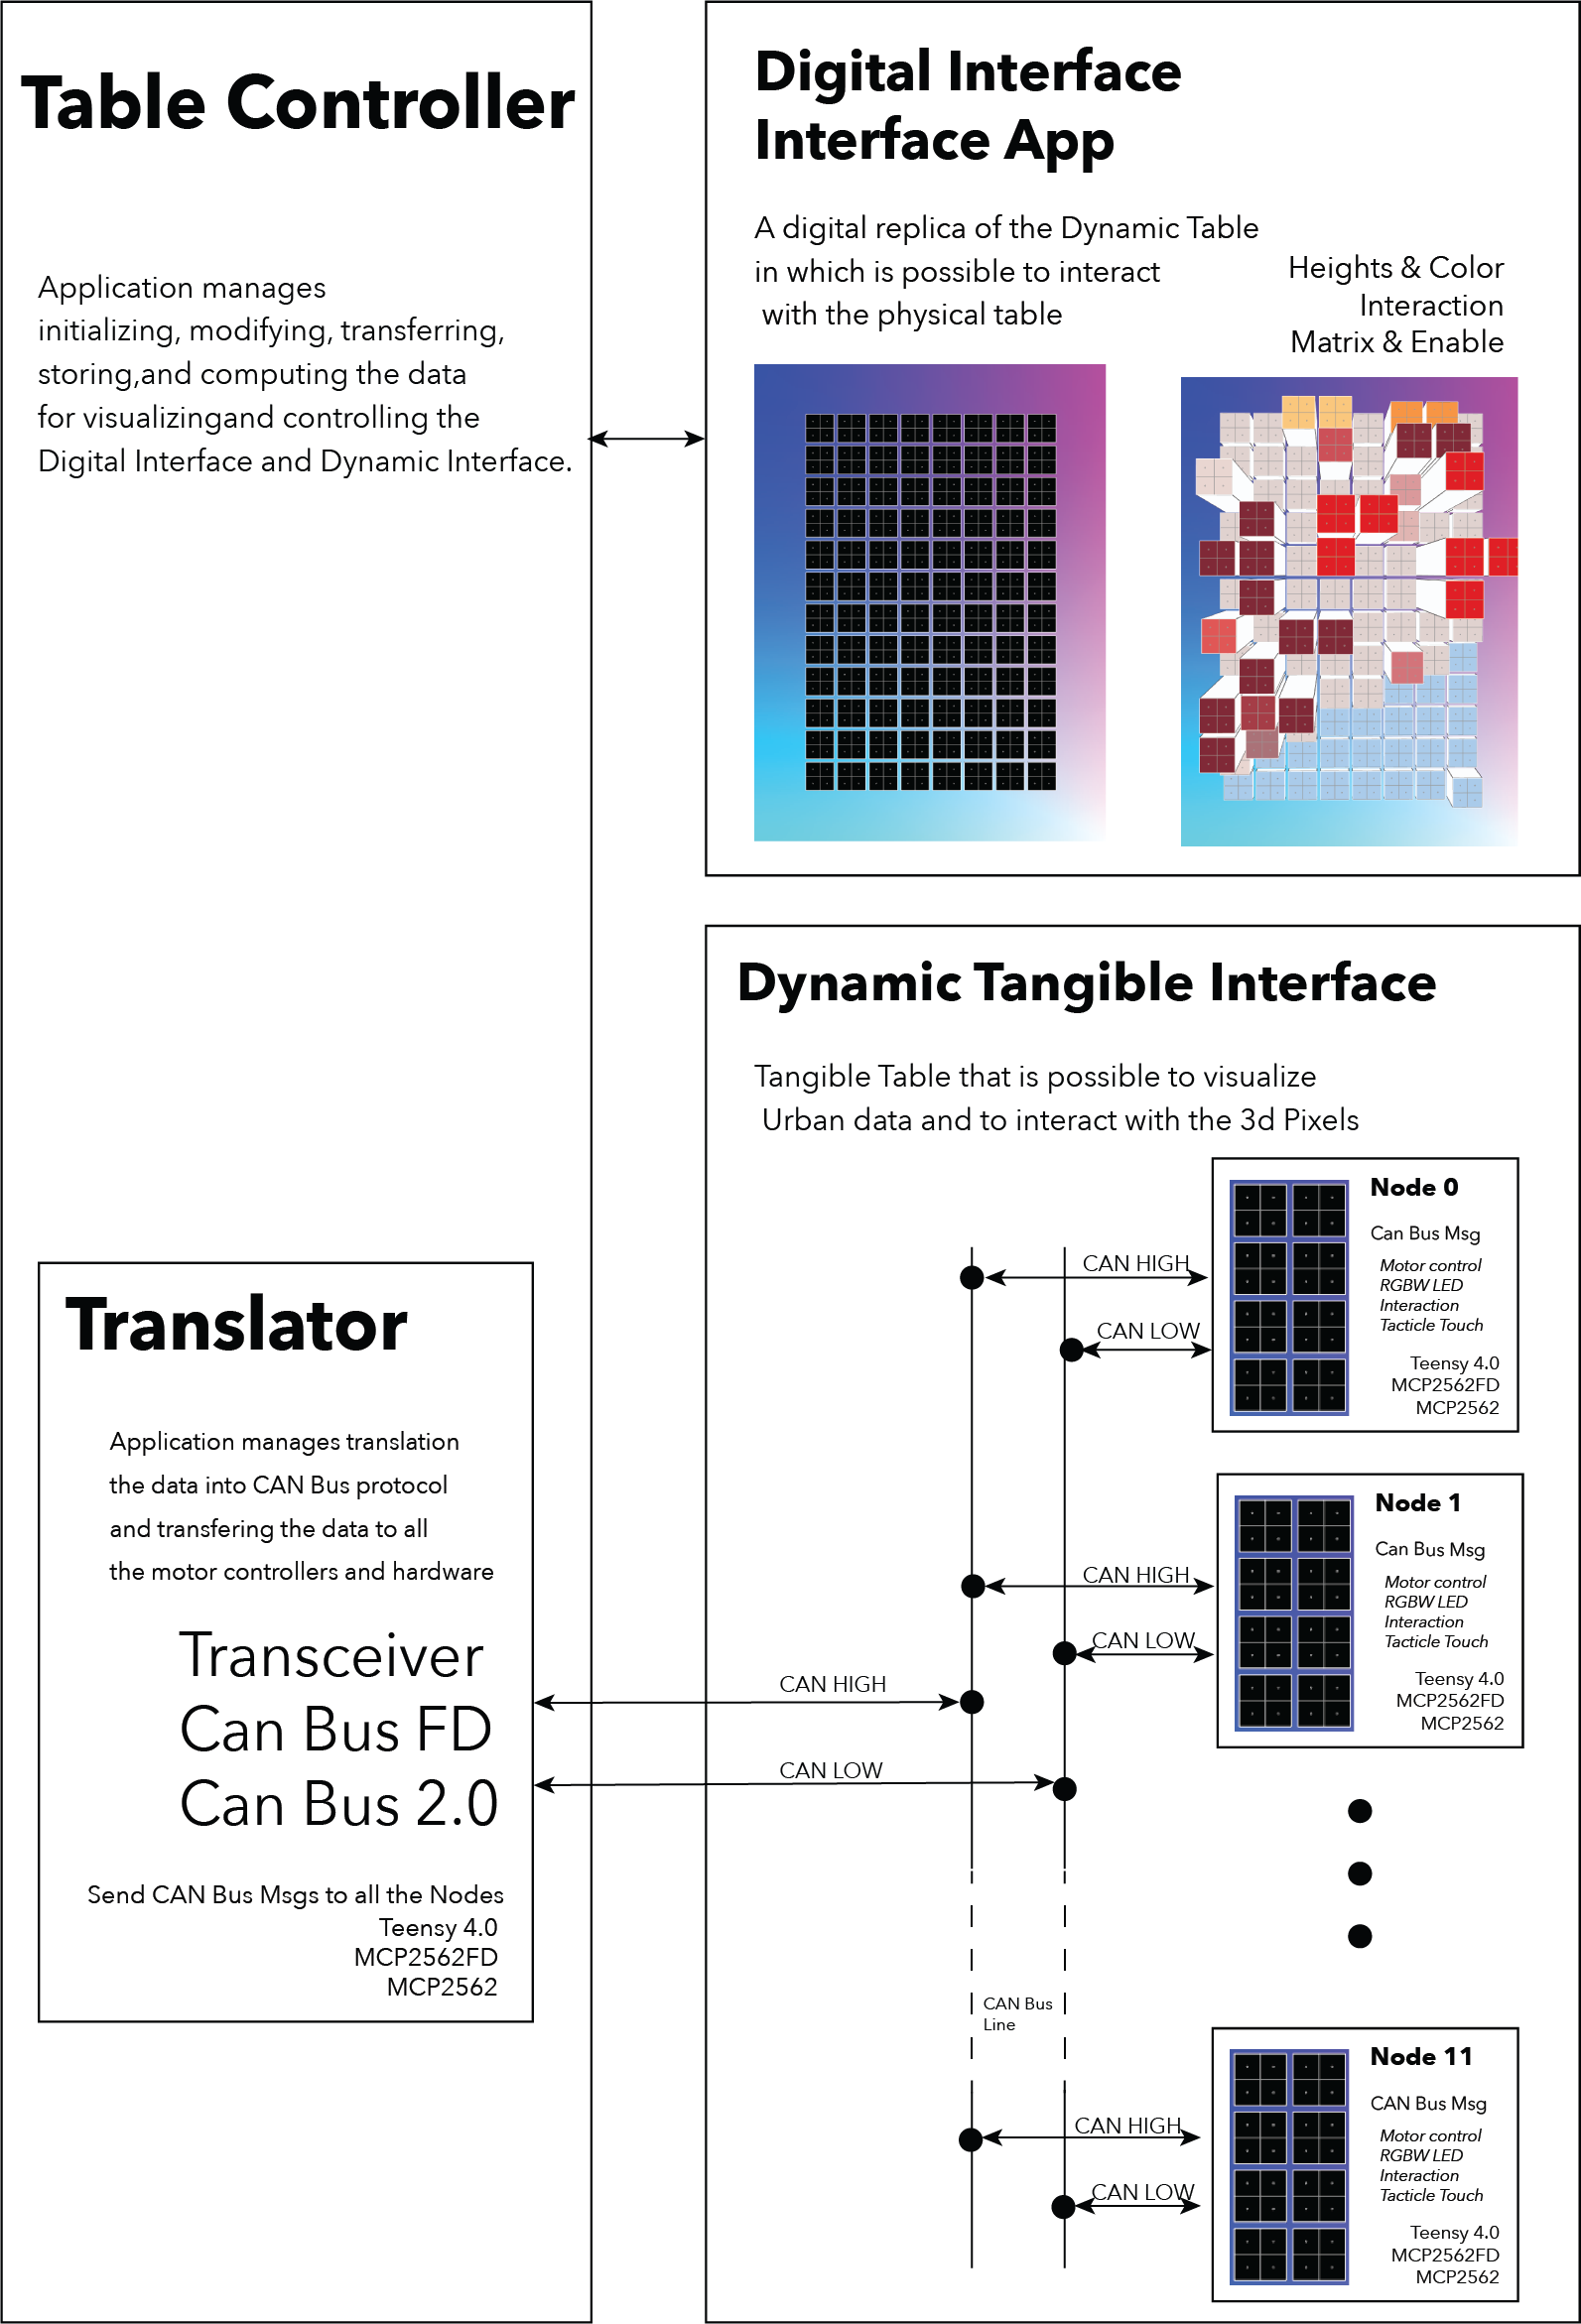 Table Controller
Application manages
initializing, modifying, transferring,
storing,and computing the data
for visualizingand controlling the
Digital Interface and Dynamic Interface.
Digital Interface
Interface App
A digital replica of the Dynamic Table
in which is possible to interact
with the physical table
Heights & Color
Interaction
Matrix & Enable
Dynamic Tangible Interface
Tangible Table that is possible to visualize
Urban data and to interact with the 3d Pixels
CAN HIGH
CAN LOW
Node 0
Can Bus Msg
Motor control
RGBW LED
Interaction
Tacticle Touch
Teensy 4.0
MCP2562FD
MCP2562
CAN HIGH
CAN LOW
Node 1
Can Bus Msg
Motor control
RGBW LED
Interaction
Tacticle Touch
Teensy 4.0
MCP2562FD
MCP2562
Translator
Application manages translation
the data into CAN Bus protocol
and transfering the data to all
the motor controllers and hardware
Transceiver
Can Bus FD
Can Bus 2.0
Send CAN Bus Msgs to all the Nodes
Teensy 4.0
MCP2562FD
MCP2562
CAN HIGH
CAN LOW
CAN Bus
Line
CAN HIGH
CAN LOW
Node 11
CAN Bus Msg
Motor control
RGBW LED
Interaction
Tacticle Touch
Teensy 4.0
MCP2562FD
MCP2562